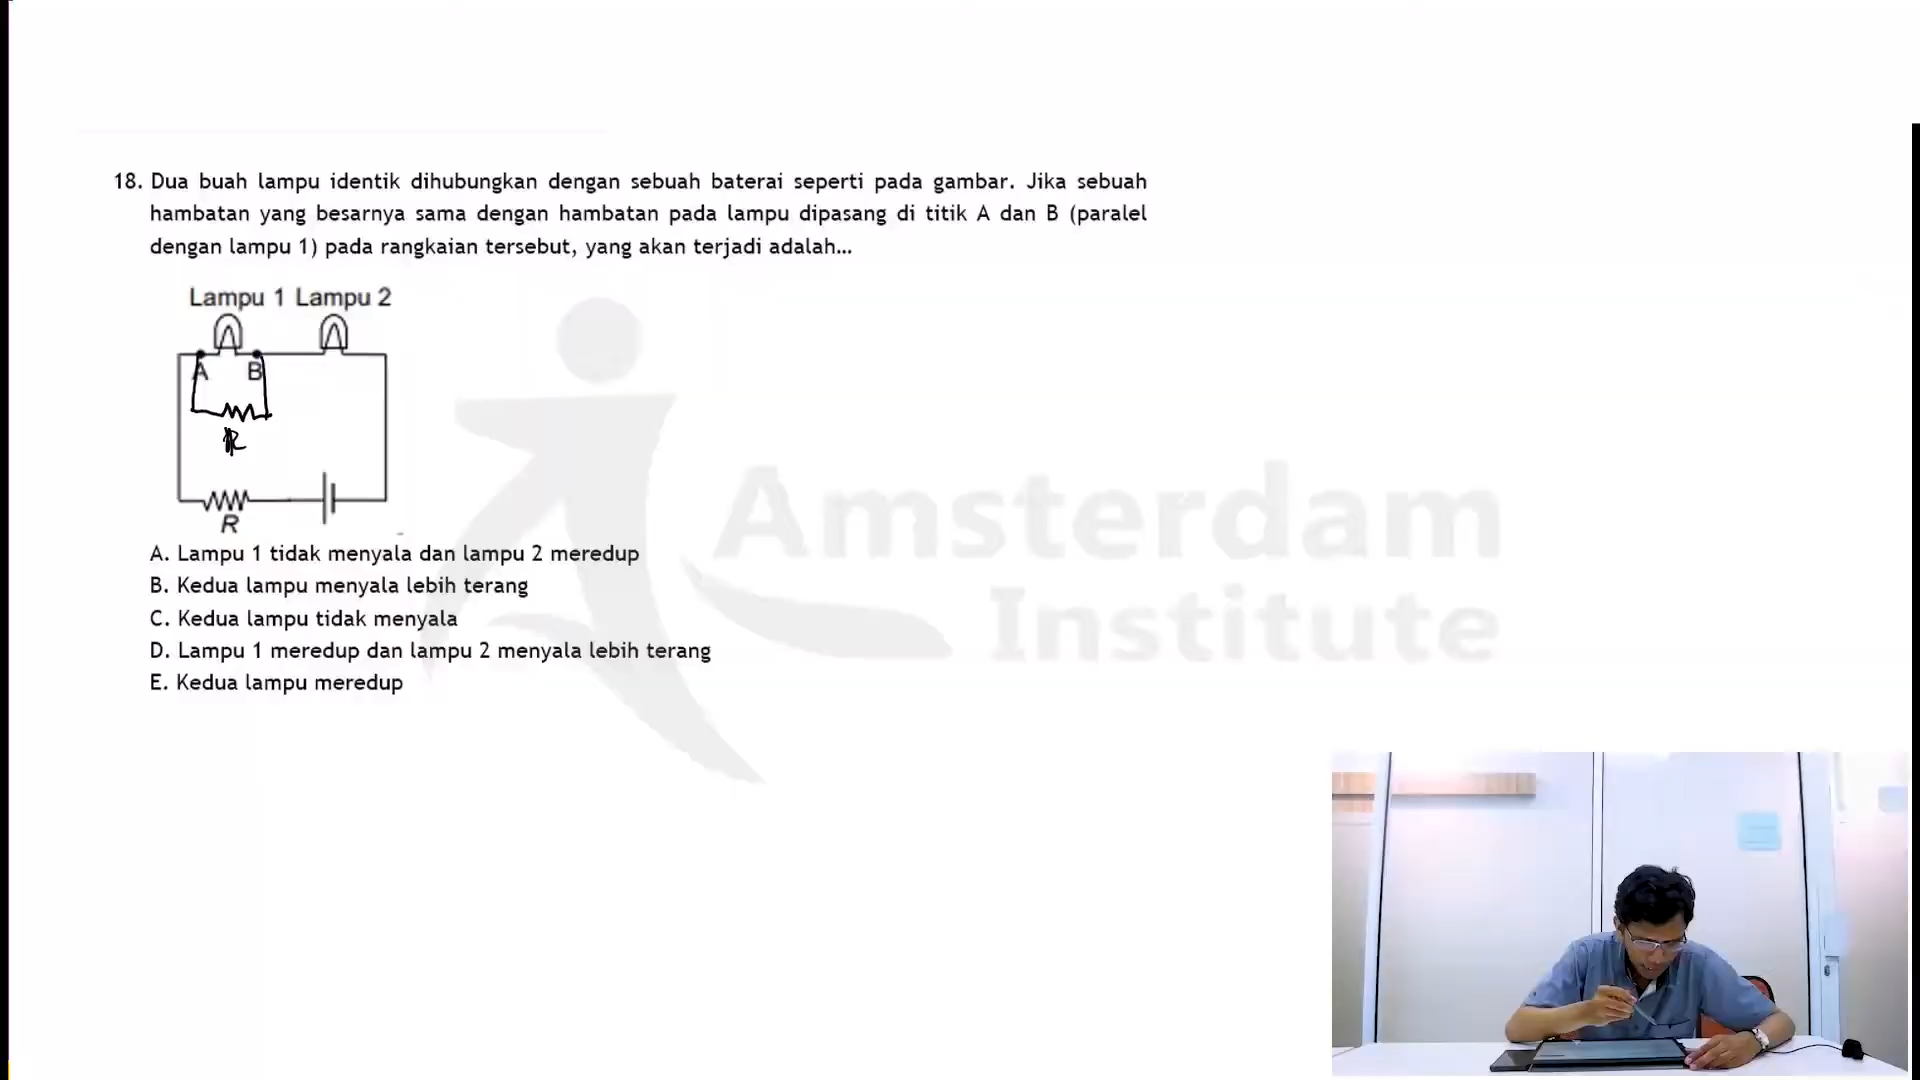 18. Dua buah lampu identik dihubungkan dengan sebuah baterai seperti pada gambar. Jika sebuah
hambatan yang besarnya sama dengan hambatan pada lampu dipasang di titik A dan B (paralel
dengan lampu 1) pada rangkaian tersebut, yang akan terjadi adalah...
Lampu 1 Lampu 2
A B
R
R
A. Lampu 1 tidak menyala dan lampu 2 meredup
B. Kedua lampu menyala lebih terang
C. Kedua lampu tidak menyala
D. Lampu 1 meredup dan lampu 2 menyala lebih terang
E. Kedua lampu meredup
Amsterdam
Institute